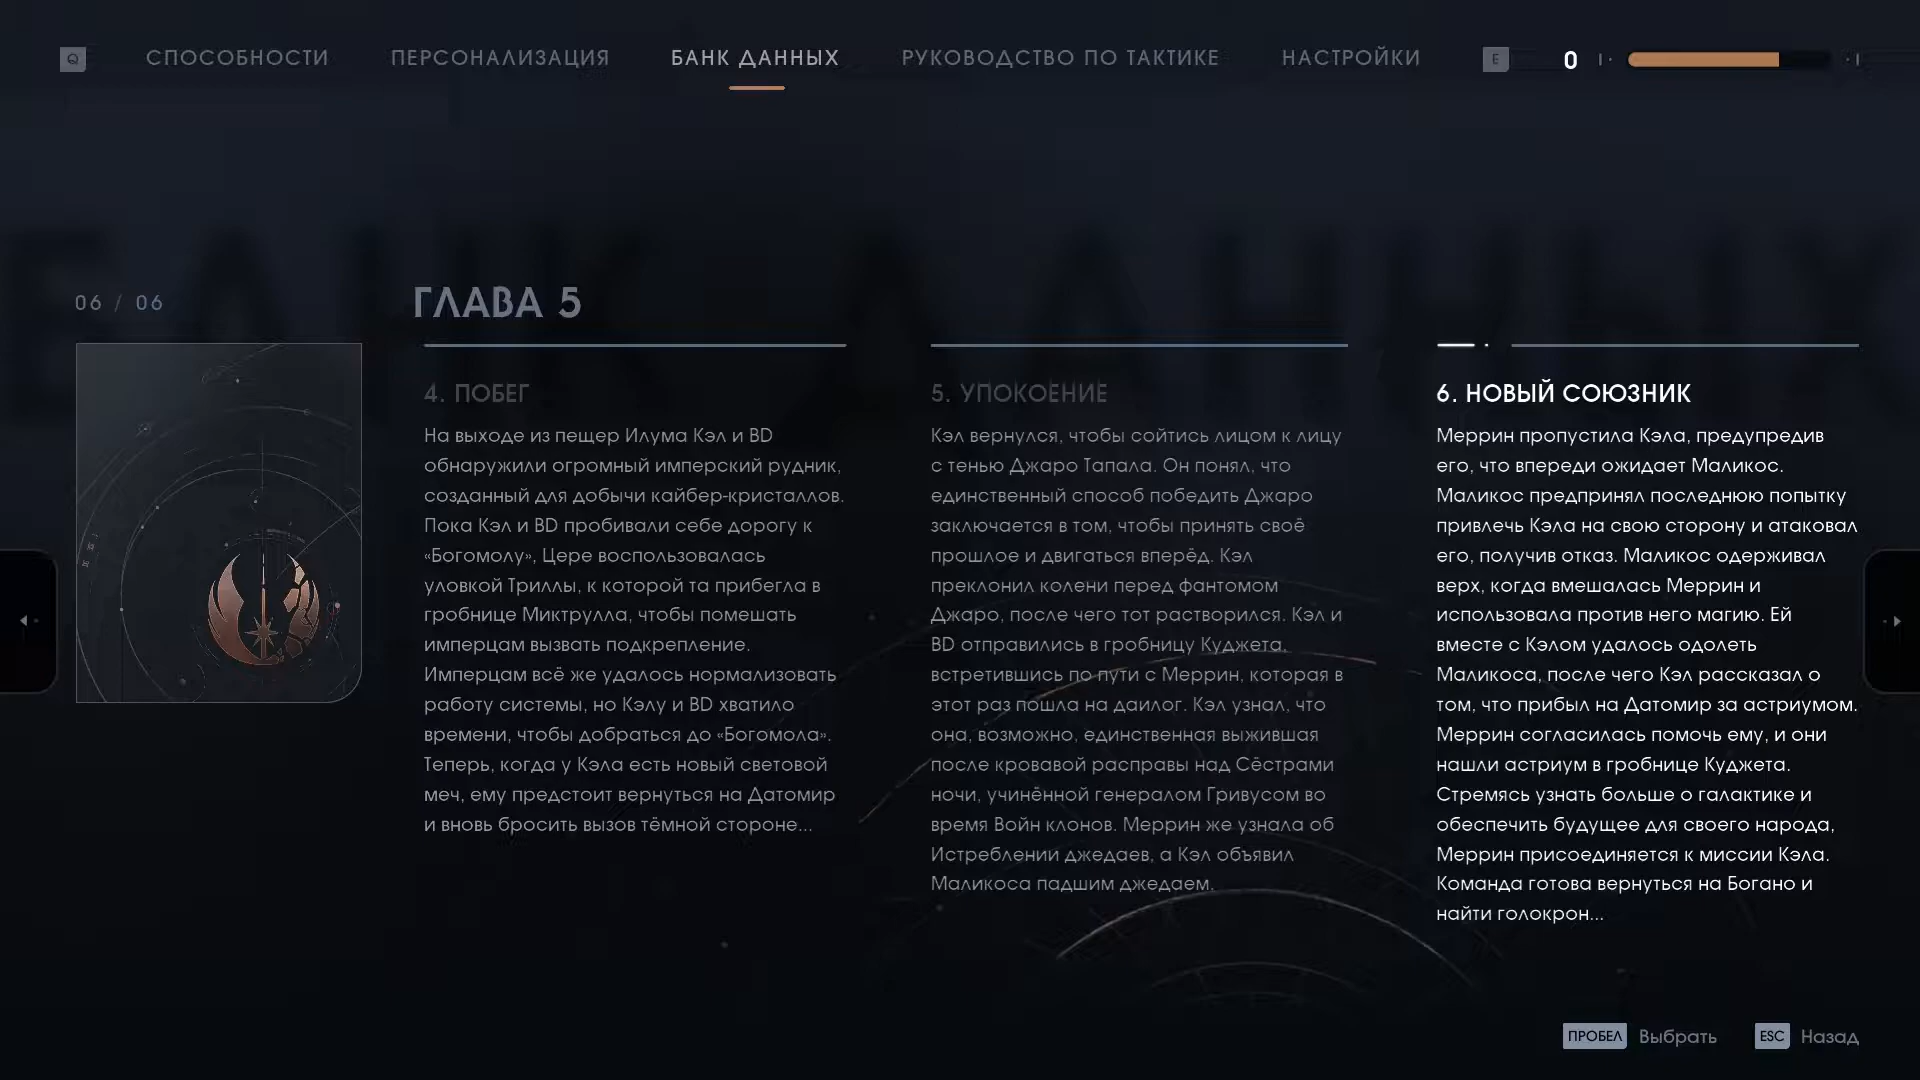 Q
СПОСОБНОСТИ
ПЕРСОНАЛИЗАЦИЯ
БАНК ДАННЫХ
РУКОВОДСТВО ПО ТАКТИКЕ
НАСТРОЙКИ
E
0
БАНК ДАННЫХ
06 / 06
ГЛАВА 5
4. ПОБЕГ
На выходе из пещер Илума Кэл и BD
обнаружили огромный имперский рудник,
созданный для добычи кайбер-кристаллов.
Пока Кэл и BD пробивали себе дорогу к
«Богомолу», Цере воспользовалась
уловкой Триллы, к которой та прибегла в
гробнице Миктрулла, чтобы помешать
имперцам вызвать подкрепление.
Имперцам всё же удалось нормализовать
работу системы, но Кэлу и BD хватило
времени, чтобы добраться до «Богомола».
Теперь, когда у Кэла есть новый световой
меч, ему предстоит вернуться на Датомир
и вновь бросить вызов тёмной стороне...
5. УПОКОЕНИЕ
Кэл вернулся, чтобы сойтись лицом к лицу
с тенью Джаро Тапала. Он понял, что
единственный способ победить Джаро
заключается в том, чтобы принять своё
прошлое и двигаться вперёд. Кэл
преклонил колени перед фантомом
Джаро, после чего тот растворился. Кэл и
BD отправились в гробницу Куджета,
встретившись по пути с Меррин, которая в
этот раз пошла на даилог. Кэл узнал, что
она, возможно, единственная выжившая
после кровавой расправы над Сёстрами
ночи, учинённой генералом Гривусом во
время Войн клонов. Меррин же узнала об
Истреблении джедаев, а Кэл объявил
Маликоса падшим джедаем.
6. НОВЫЙ СОЮЗНИК
Меррин пропустила Кэла, предупредив
его, что впереди ожидает Маликос.
Маликос предпринял последнюю попытку
привлечь Кэла на свою сторону и атаковал
его, получив отказ. Маликос одерживал
верх, когда вмешалась Меррин и
использовала против него магию. Ей
вместе с Кэлом удалось одолеть
Маликоса, после чего Кэл рассказал о
том, что прибыл на Датомир за астриумом.
Меррин согласилась помочь ему, и они
нашли астриум в гробнице Куджета.
Стремясь узнать больше о галактике и
обеспечить будущее для своего народа,
Меррин присоединяется к миссии Кэла.
Команда готова вернуться на Богано и
найти голокрон...
ПРОБЕЛ Выбрать
ESC Назад